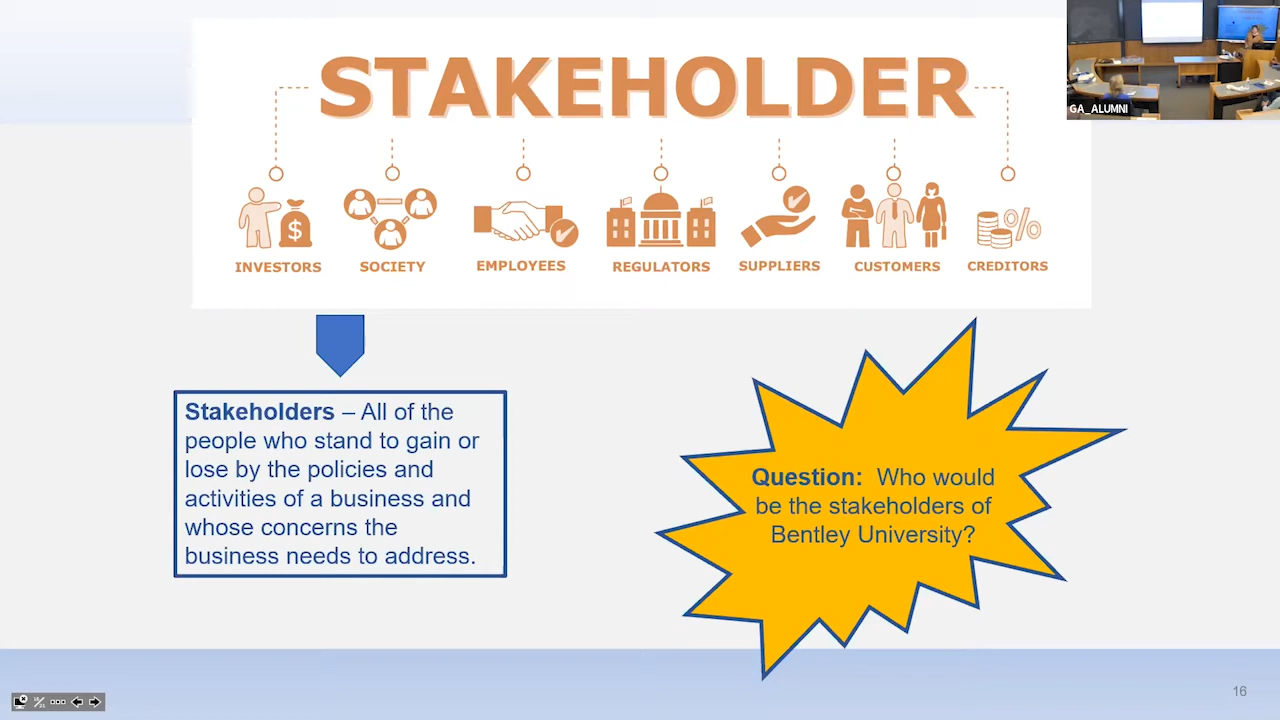 STAKEHOLDER
GA_ALUMNI
INVESTORS
SOCIETY
EMPLOYEES
REGULATORS
SUPPLIERS
CUSTOMERS
CREDITORS
Stakeholders – All of the
people who stand to gain or
lose by the policies and
activities of a business and
whose concerns the
business needs to address.
Question: Who would
be the stakeholders of
Bentley University?
16